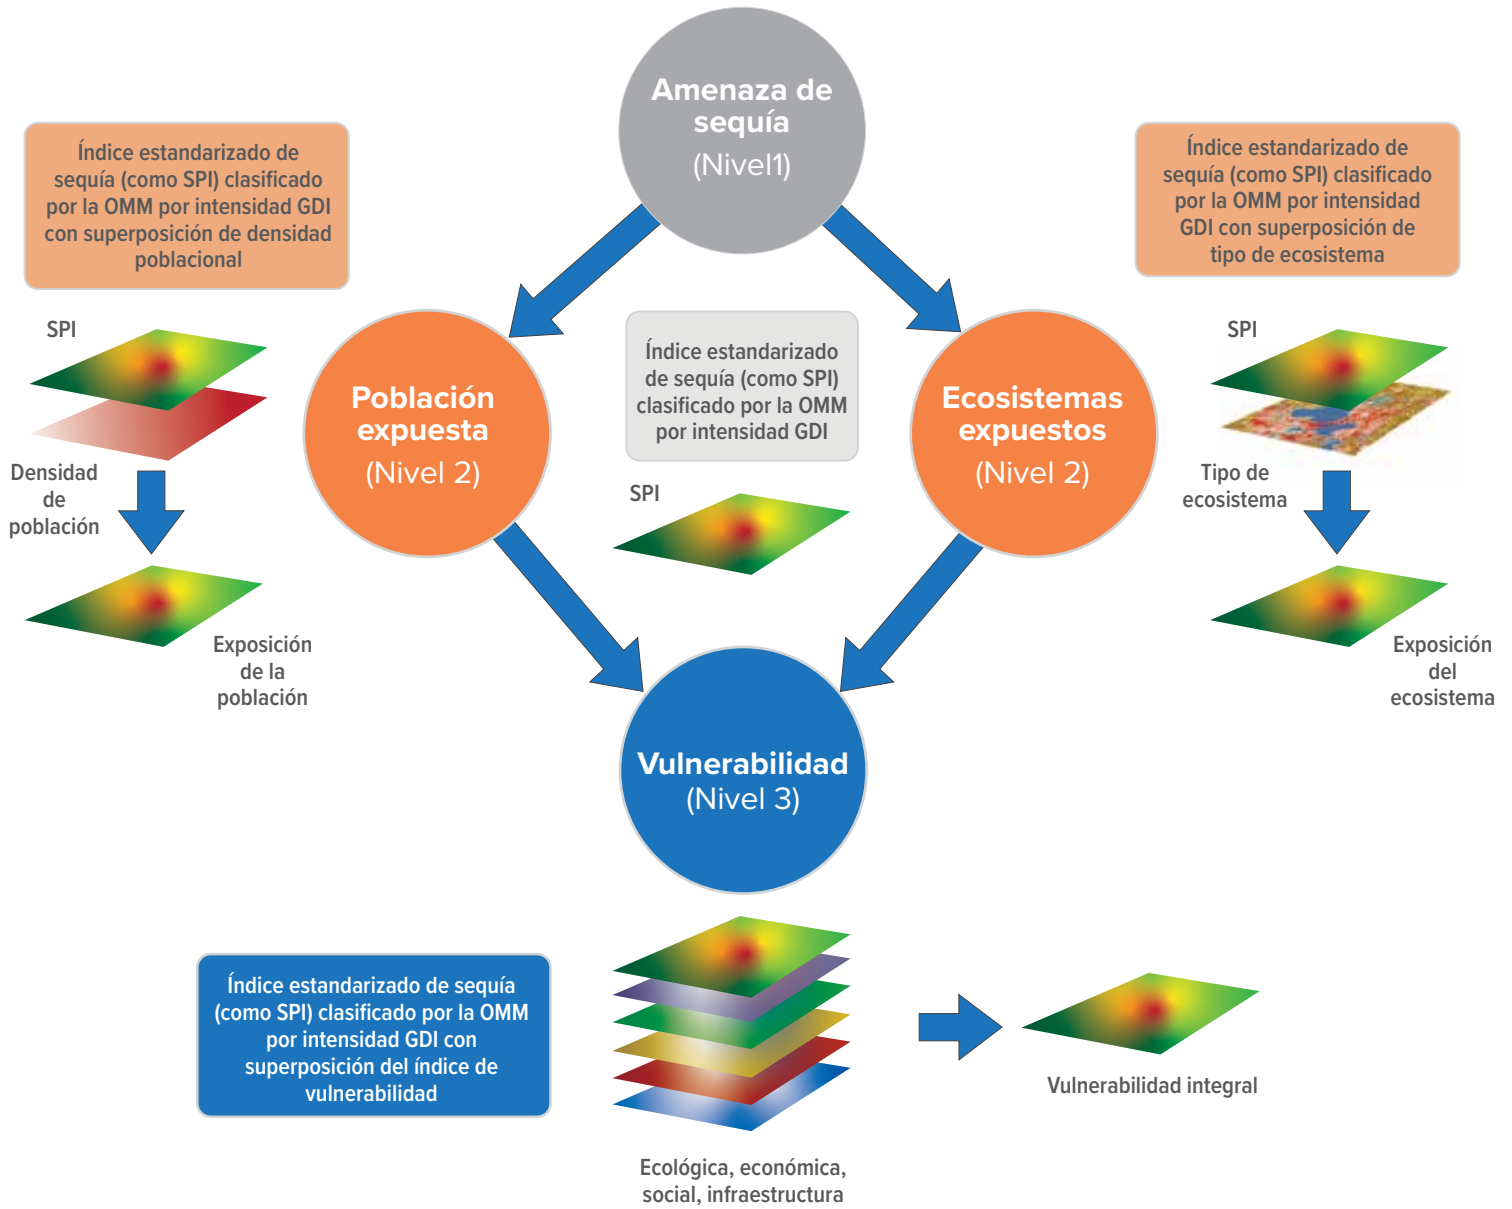 Amenaza de
sequía
(Nivel1)
Índice estandarizado de
sequía (como SPI) clasificado
por la OMM por intensidad GDI
con superposición de densidad
poblacional
Índice estandarizado de
sequía (como SPI) clasificado
por la OMM por intensidad
GDI con superposición de
tipo de ecosistema
SPI
Densidad
de
población
Exposición
de la
población
Población
expuesta
(Nivel 2)
Índice estandarizado
de sequía (como SPI)
clasificado por la OMM
por intensidad GDI
SPI
Ecosistemas
expuestos
(Nivel 2)
SPI
Tipo de
ecosistema
Exposición
del
ecosistema
Vulnerabilidad
(Nivel 3)
Índice estandarizado de sequía
(como SPI) clasificado por la OMM
por intensidad GDI con
superposición del índice de
vulnerabilidad
Vulnerabilidad integral
Ecológica, económica,
social, infraestructura